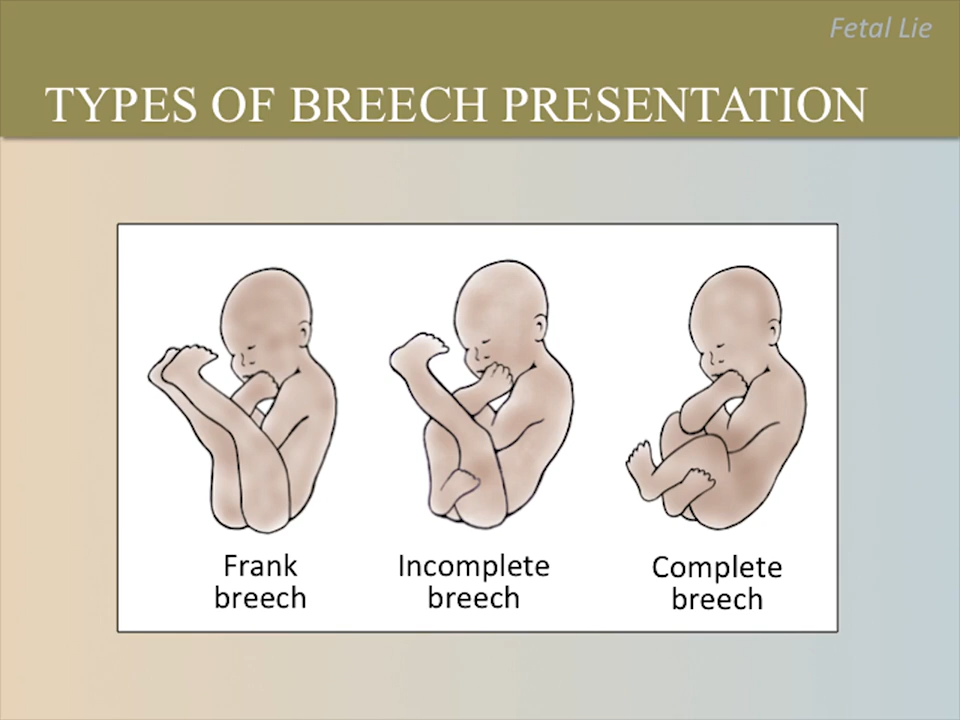 Fetal Lie
TYPES OF BREECH PRESENTATION
Frank
breech
Incomplete
breech
Complete
breech